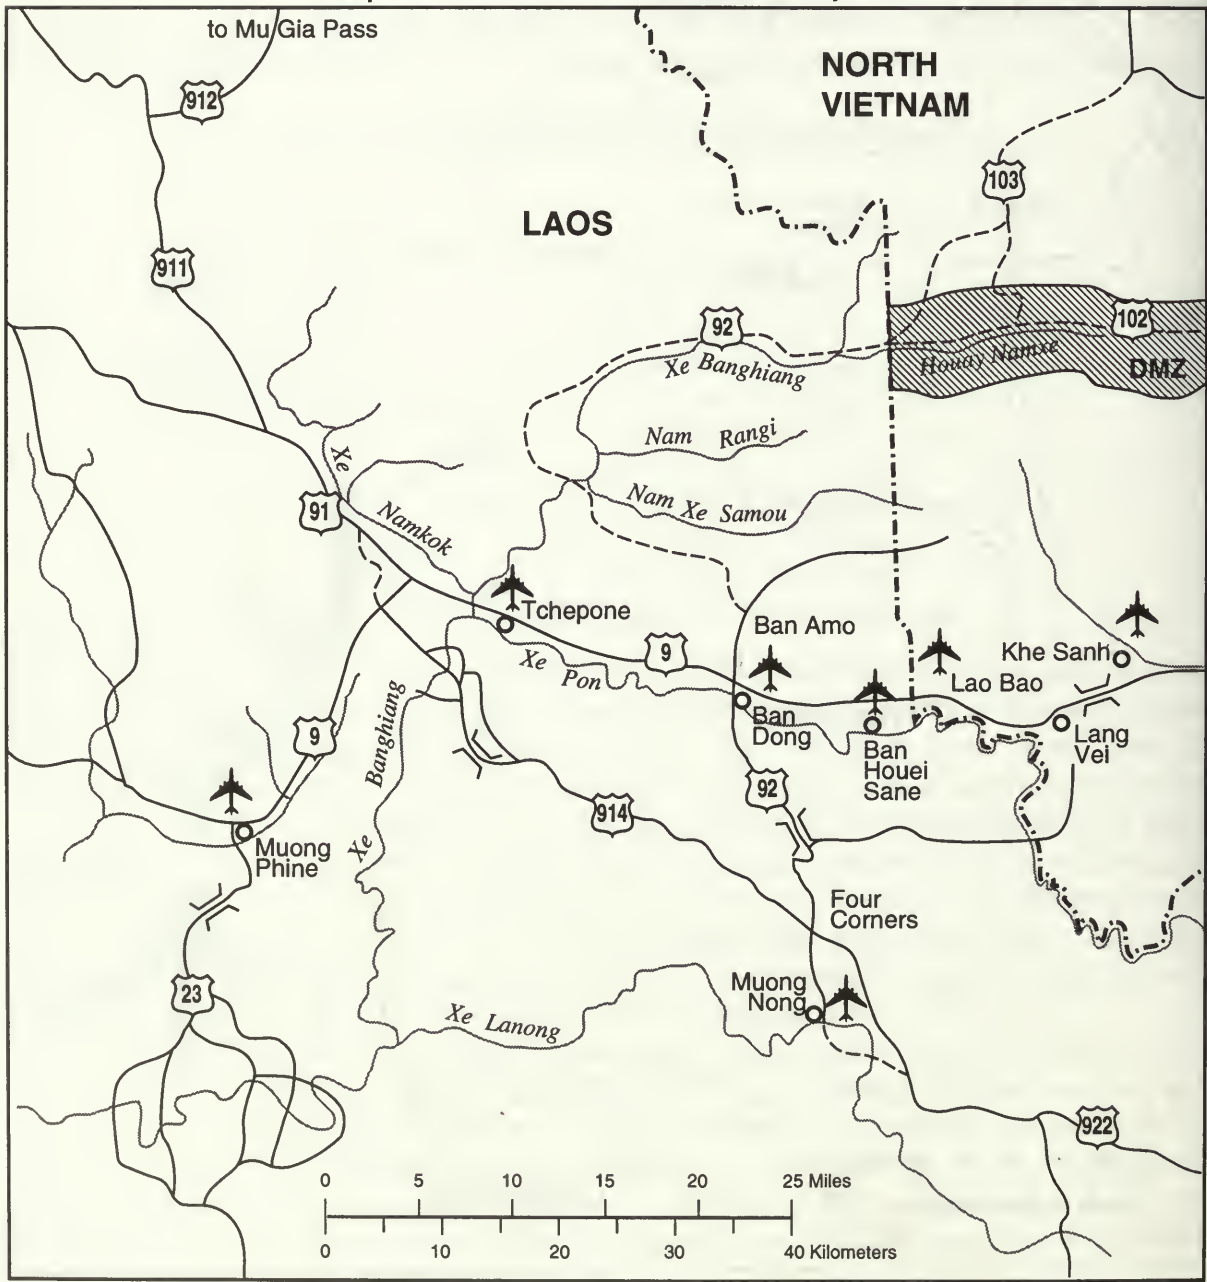 to Mu Gia Pass
NORTH
VIETNAM
912
103
LAOS
911
92
102
Xe Banghiang
Houay Namxe
DMZ
Nam Rangi
Xe
Namkok
91
Nam Xe Samou
Tchepone
Ban Amo
Khe Sanh
9
Xe Pon
Lao Bao
Ban
Dong
Lang
Vei
Ban
Houei
Sane
9
Xe Banghiang
92
914
Muong
Phine
Four
Corners
23
Muong
Nong
Xe Lanong
922
0 5 10 15 20 25 Miles
0 10 20 30 40 Kilometers